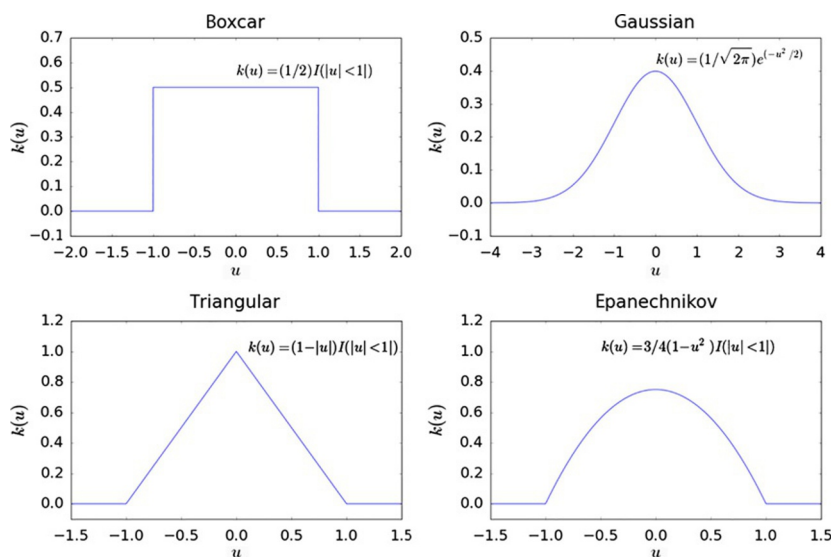 Boxcar
0.7
0.6
0.5
0.4
0.3
0.2
0.1
0.0
−0.1
k(u)
k(u)=(1/2)I(|u|<1|)
−2.0 −1.5 −1.0 −0.5 0.0 0.5 1.0 1.5 2.0
u
Gaussian
0.5
0.4
0.3
0.2
0.1
0.0
−0.1
k(u)
k(u)=(1/√2π)e^(−u²/2)
−4 −3 −2 −1 0 1 2 3 4
u
Triangular
1.2
1.0
0.8
0.6
0.4
0.2
0.0
k(u)
k(u)=(1−|u|)I(|u|<1|)
−1.5 −1.0 −0.5 0.0 0.5 1.0 1.5
u
Epanechnikov
1.2
1.0
0.8
0.6
0.4
0.2
0.0
k(u)
k(u)=3/4(1−u²)I(|u|<1|)
−1.5 −1.0 −0.5 0.0 0.5 1.0 1.5
u